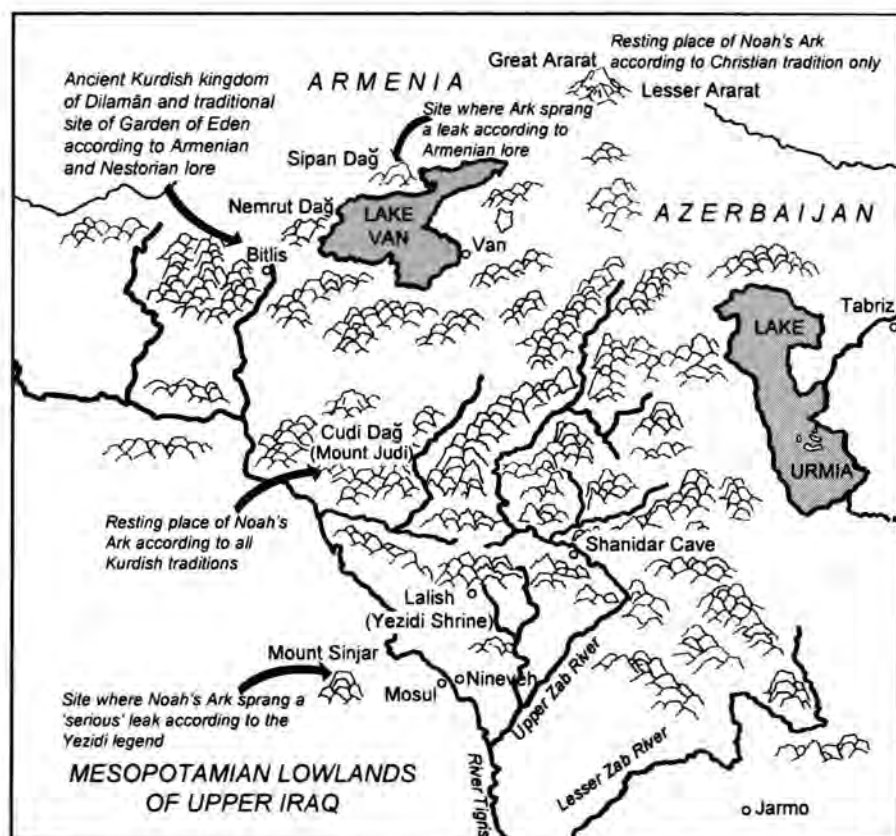 Resting place of Noah's Ark
according to Christian tradition only
Great Ararat
Lesser Ararat
ARMENIA
Ancient Kurdish kingdom
of Dilamân and traditional
site of Garden of Eden
according to Armenian
and Nestorian lore
Site where Ark sprang
a leak according to
Armenian lore
Sipan Dağ
Nemrut Dağ
LAKE
VAN
Van
AZERBAIJAN
Bitlis
LAKE
URMIA
Tabriz
Cudi Dağ
(Mount Judi)
Resting place of Noah's
Ark according to all
Kurdish traditions
Shanidar Cave
Lalish
(Yezidi Shrine)
Mount Sinjar
Mosul
Nineveh
Upper Zab River
Site where Noah's Ark sprang a
'serious' leak according to the
Yezidi legend
Lesser Zab River
MESOPOTAMIAN LOWLANDS
OF UPPER IRAQ
River Tigris
Jarmo